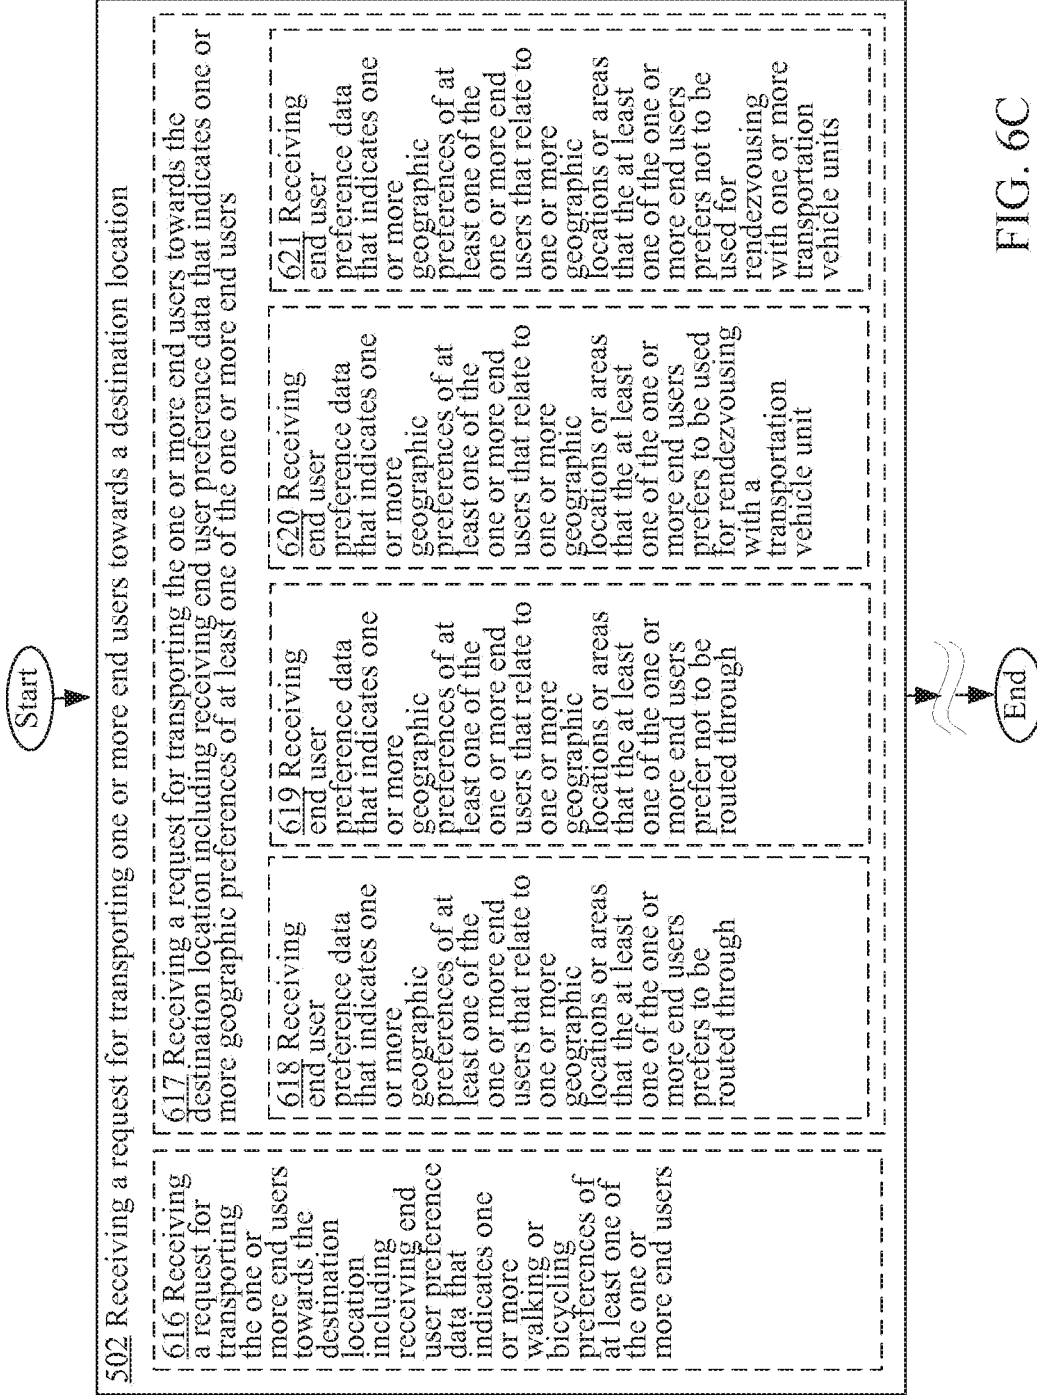 Start
502 Receiving a request for transporting one or more end users towards a destination location
616 Receiving
a request for
transporting
the one or
more end users
towards the
destination
location
including
receiving end
user preference
data that
indicates one
or more
walking or
bicycling
preferences of
at least one of
the one or
more end users
617 Receiving a request for transporting the one or more end users towards the
destination location including receiving end user preference data that indicates one or
more geographic preferences of at least one of the one or more end users
618 Receiving
end user
preference data
that indicates one
or more
geographic
preferences of at
least one of the
one or more end
users that relate to
one or more
geographic
locations or areas
that the at least
one of the one or
more end users
prefers to be
routed through
619 Receiving
end user
preference data
that indicates one
or more
geographic
preferences of at
least one of the
one or more end
users that relate to
one or more
geographic
locations or areas
that the at least
one of the one or
more end users
prefer not to be
routed through
620 Receiving
end user
preference data
that indicates one
or more
geographic
preferences of at
least one of the
one or more end
users that relate to
one or more
geographic
locations or areas
that the at least
one of the one or
more end users
prefers to be used
for rendezvousing
with a
transportation
vehicle unit
621 Receiving
end user
preference data
that indicates one
or more
geographic
preferences of at
least one of the
one or more end
users that relate to
one or more
geographic
locations or areas
that the at least
one of the one or
more end users
prefers not to be
used for
rendezvousing
with one or more
transportation
vehicle units
End
FIG. 6C